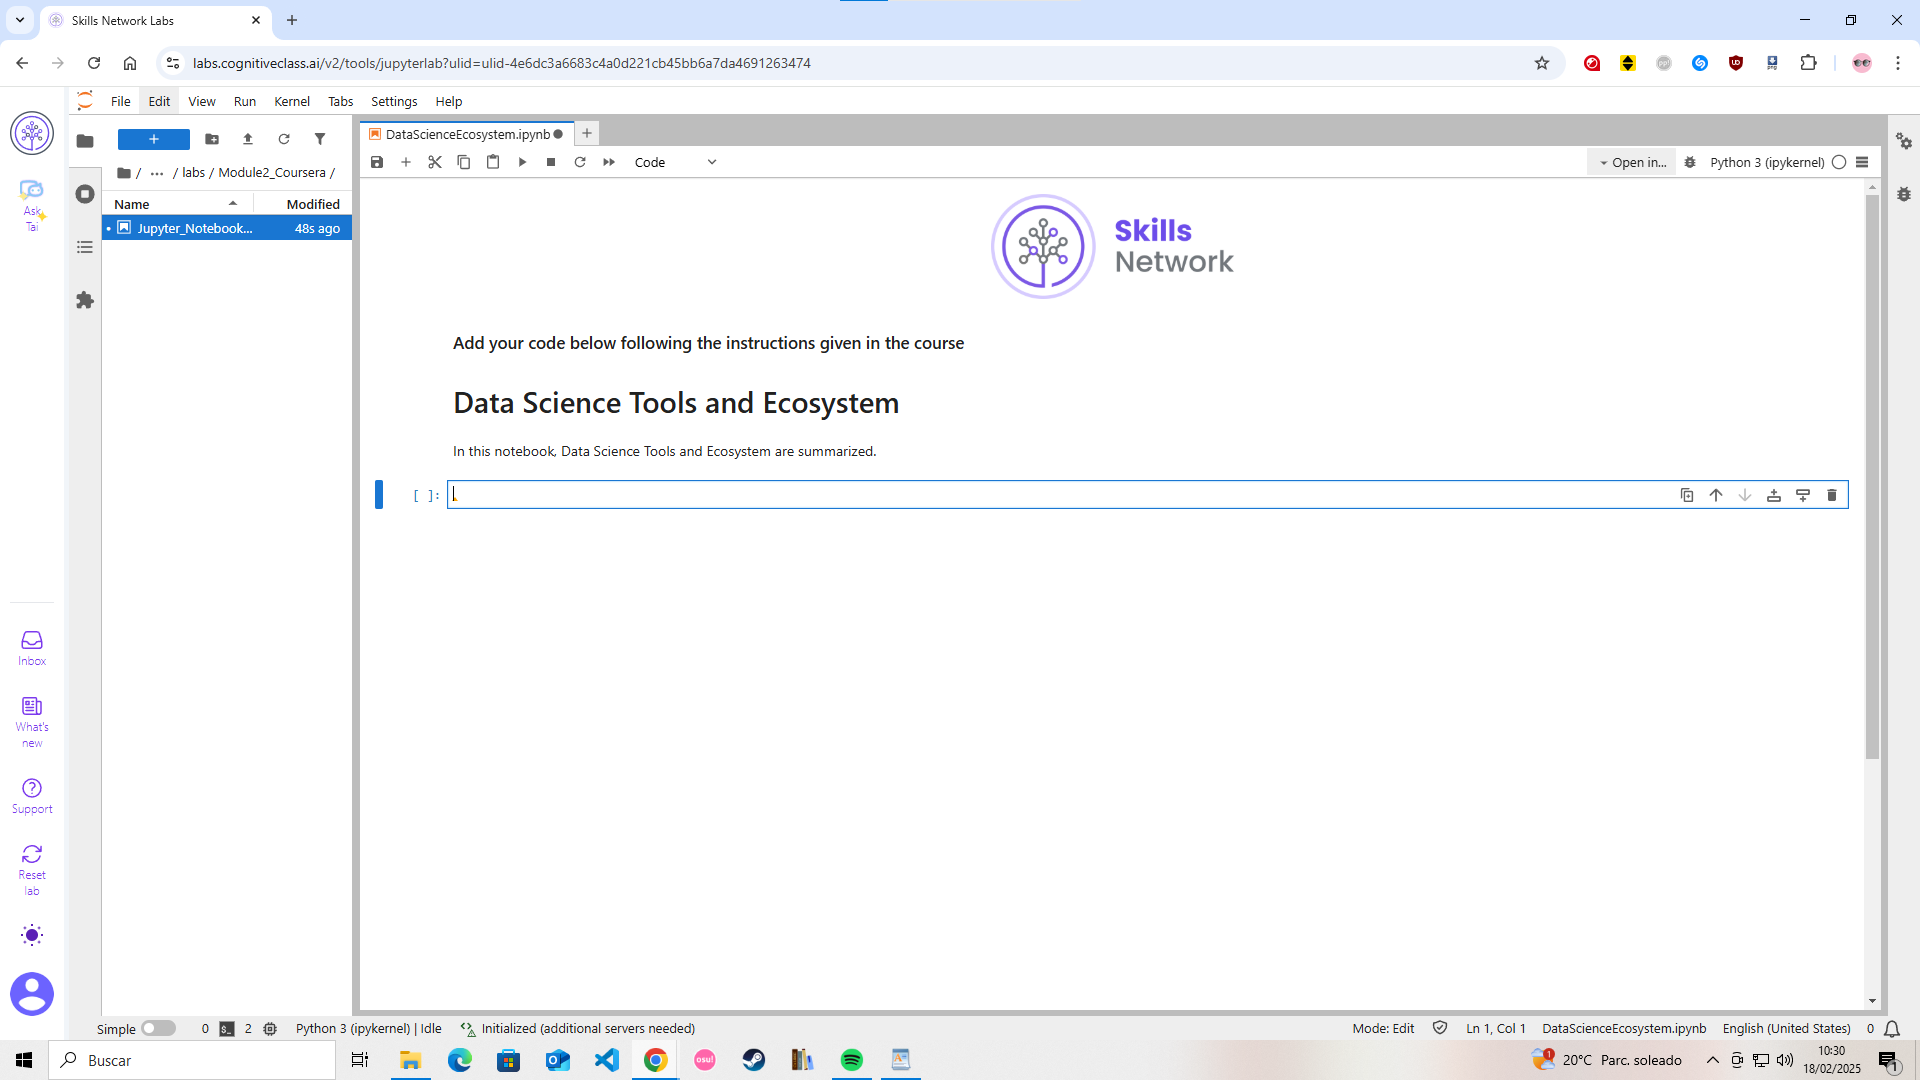 Skills Network Labs
labs.cognitiveclass.ai/v2/tools/jupyterlab?ulid=ulid-4e6dc3a6683c4a0d221cb45bb6a7da4691263474
File Edit View Run Kernel Tabs Settings Help
DataScienceEcosystem.ipynb
Code
Open in...
Python 3 (ipykernel)
/ ··· / labs / Module2_Coursera /
Name Modified
Jupyter_Notebook... 48s ago
Ask
Tai
Skills
Network
Add your code below following the instructions given in the course
Data Science Tools and Ecosystem
In this notebook, Data Science Tools and Ecosystem are summarized.
[ ]:
Inbox
What's
new
Support
Reset
lab
Simple 0 2 Python 3 (ipykernel) | Idle Initialized (additional servers needed) Mode: Edit Ln 1, Col 1 DataScienceEcosystem.ipynb English (United States) 0
Buscar
osu!
1
20°C Parc. soleado
10:30
18/02/2025
1